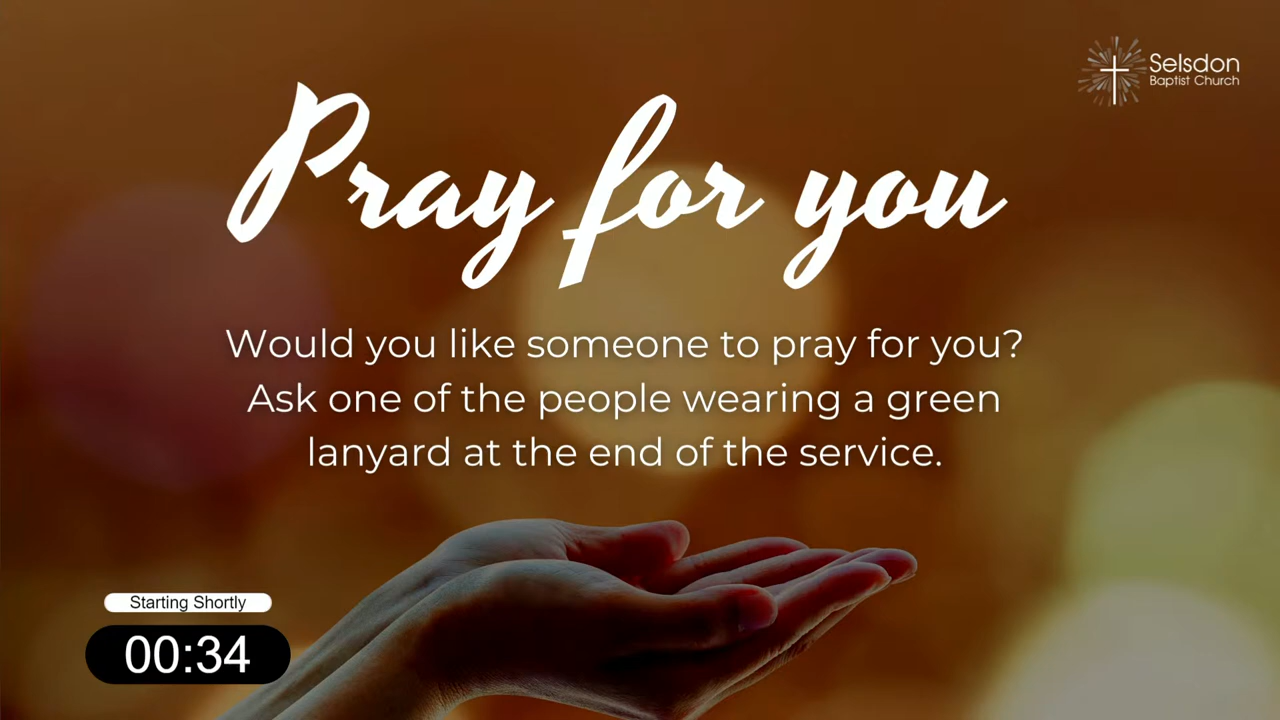 Selsdon
Baptist Church
Pray for you
Would you like someone to pray for you?
Ask one of the people wearing a green
lanyard at the end of the service.
Starting Shortly
00:34